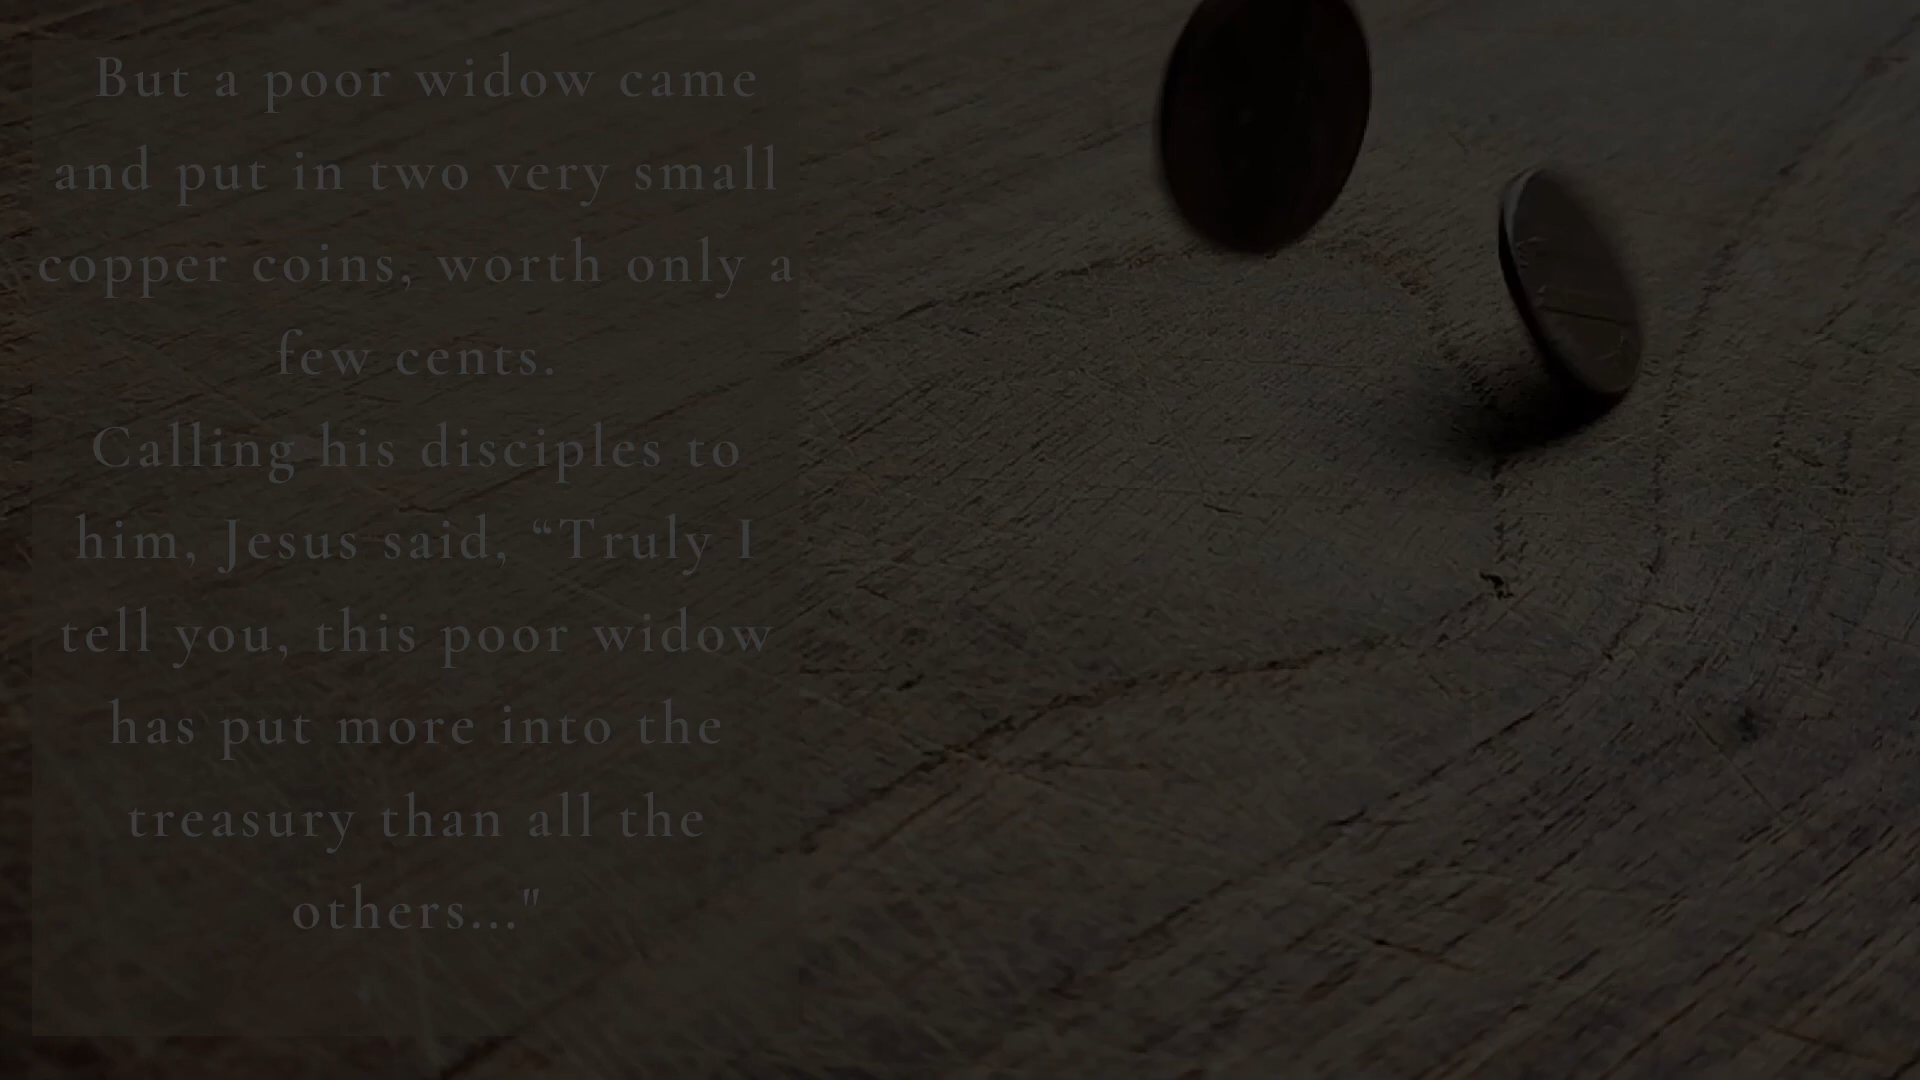 But a poor widow came
and put in two very small
copper coins, worth only a
few cents.
Calling his disciples to
him, Jesus said, “Truly I
tell you, this poor widow
has put more into the
treasury than all the
others..."